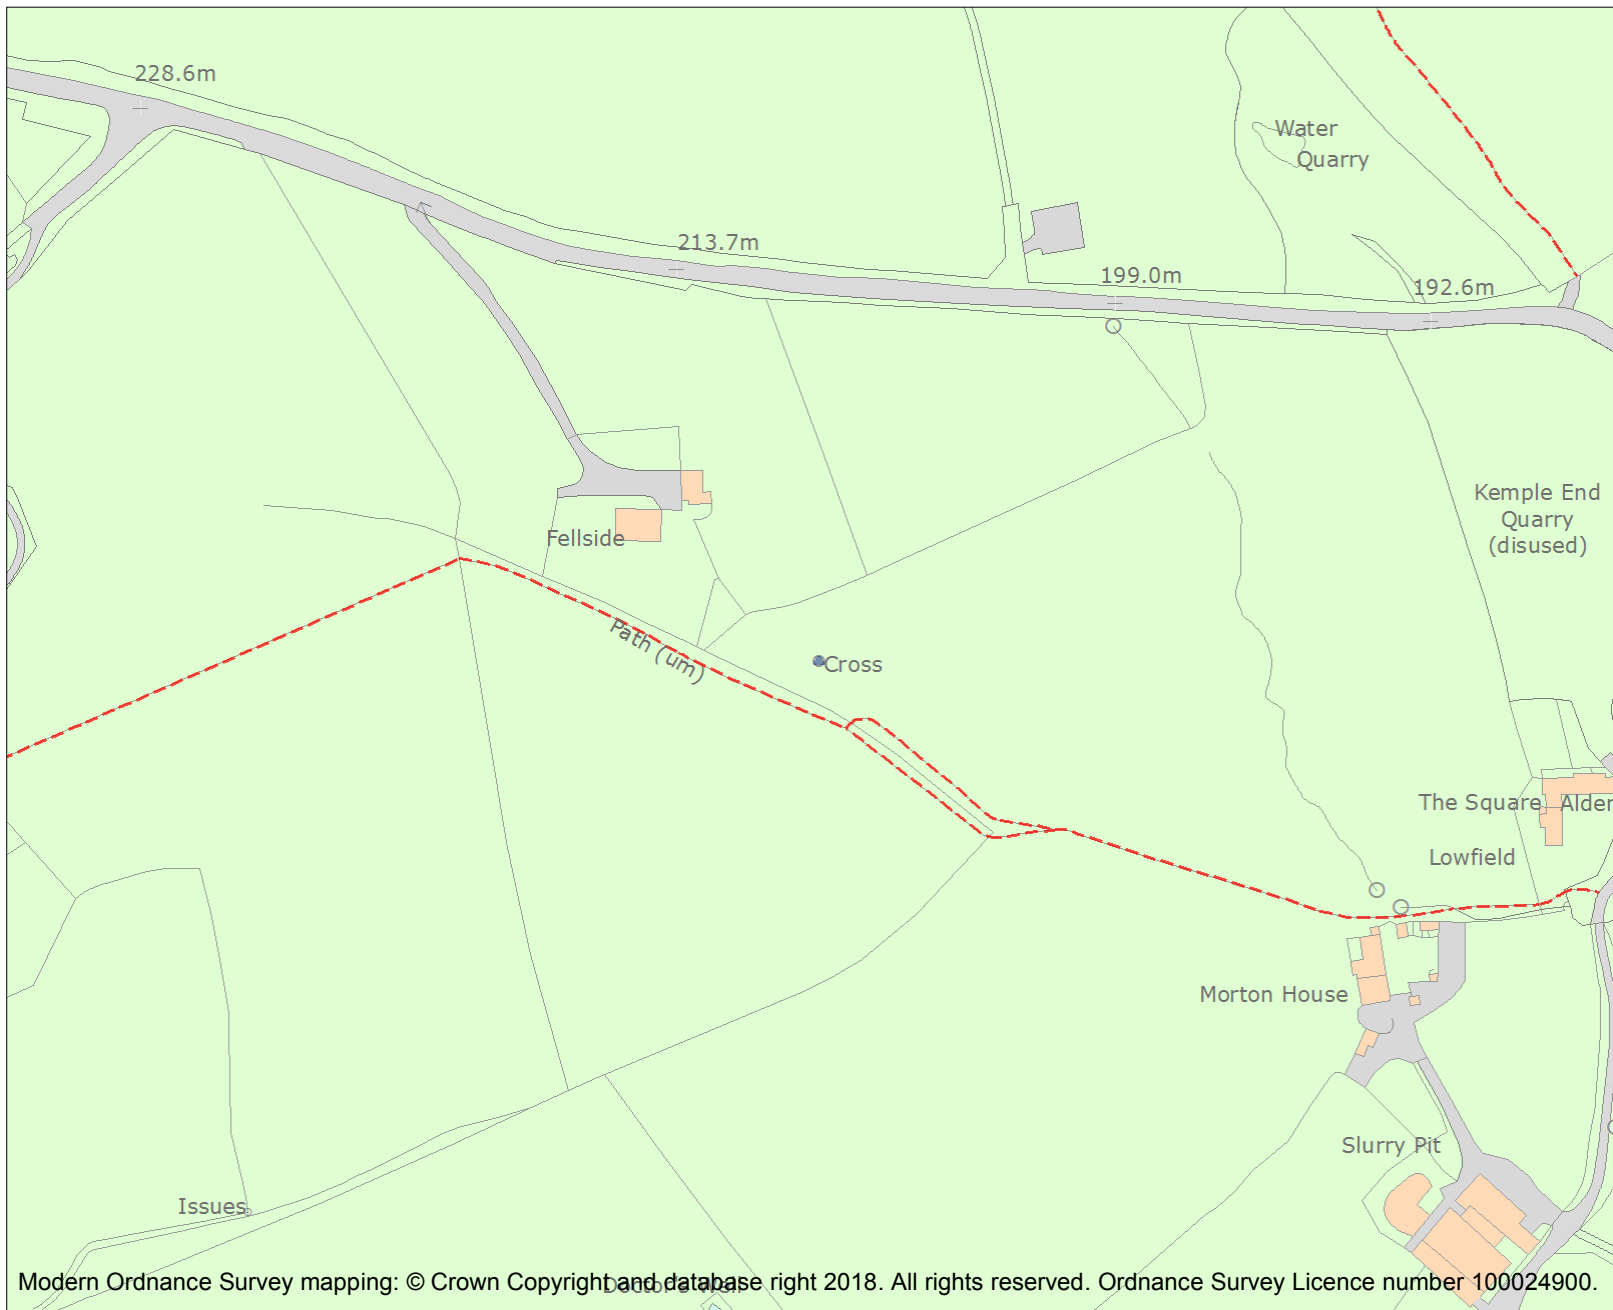 228.6m
Water
Quarry
213.7m
199.0m
192.6m
Kemple End
Quarry
(disused)
Fellside
Path (um)
Cross
The Square
Alder
Lowfield
Morton House
Slurry Pit
Issues
Doctor's Well
Modern Ordnance Survey mapping: © Crown Copyright and database right 2018. All rights reserved. Ordnance Survey Licence number 100024900.